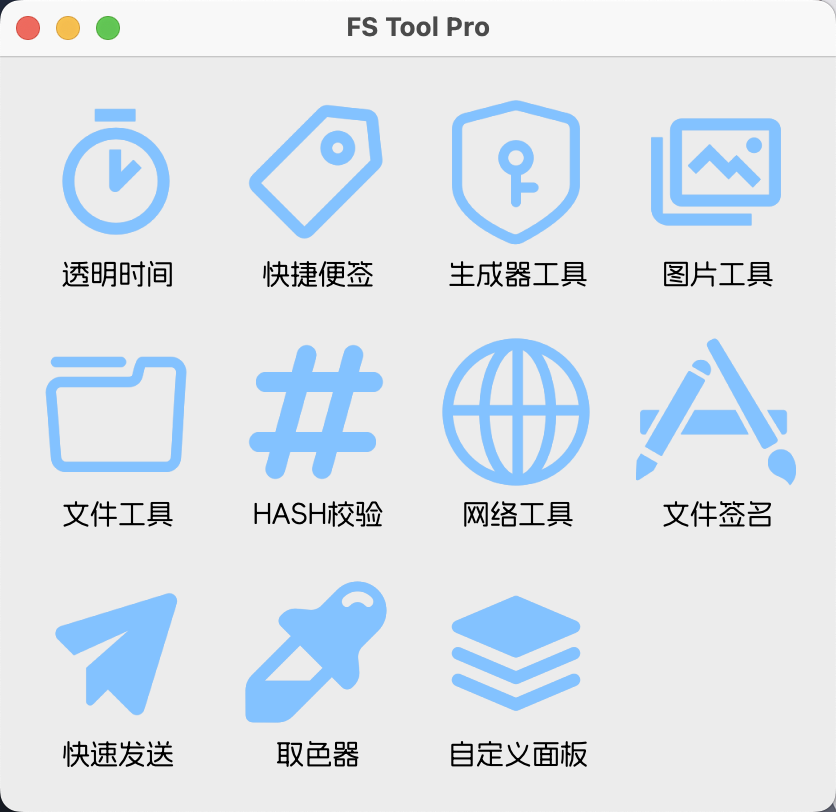 FS Tool Pro
透明时间
快捷便签
生成器工具
图片工具
文件工具
HASH校验
网络工具
文件签名
快速发送
取色器
自定义面板